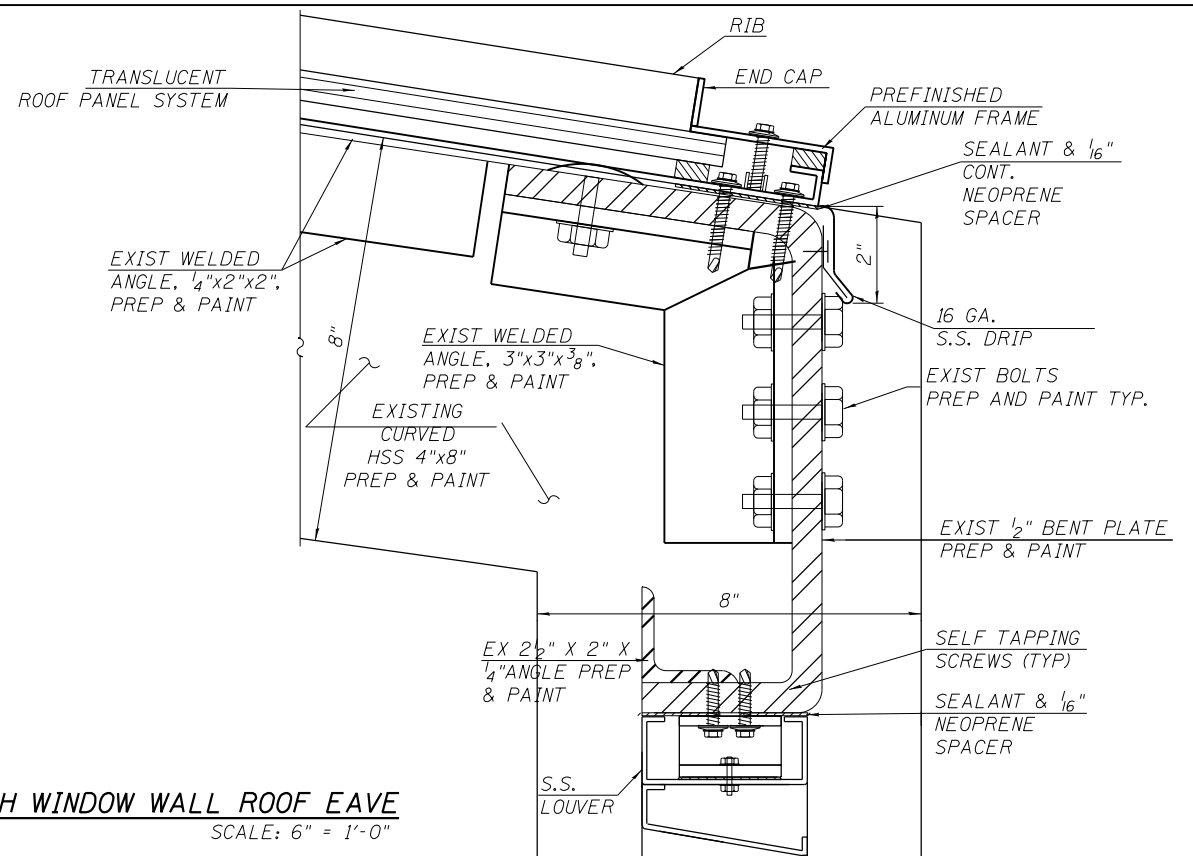 RIB
TRANSLUCENT
ROOF PANEL SYSTEM
END CAP
PREFINISHED
ALUMINUM FRAME
SEALANT & 1/16"
CONT.
NEOPRENE
SPACER
EXIST WELDED
ANGLE, 1/4"x2"x2",
PREP & PAINT
2"
8"
16 GA.
S.S. DRIP
EXIST WELDED
ANGLE, 3"x3"x3/8",
PREP & PAINT
EXIST BOLTS
PREP AND PAINT TYP.
EXISTING
CURVED
HSS 4"x8"
PREP & PAINT
EXIST 1/2" BENT PLATE
PREP & PAINT
8"
EX 2 1/2" X 2" X
1/4"ANGLE PREP
& PAINT
SELF TAPPING
SCREWS (TYP)
SEALANT & 1/16"
NEOPRENE
SPACER
S.S.
LOUVER
H WINDOW WALL ROOF EAVE
SCALE: 6" = 1'-0"